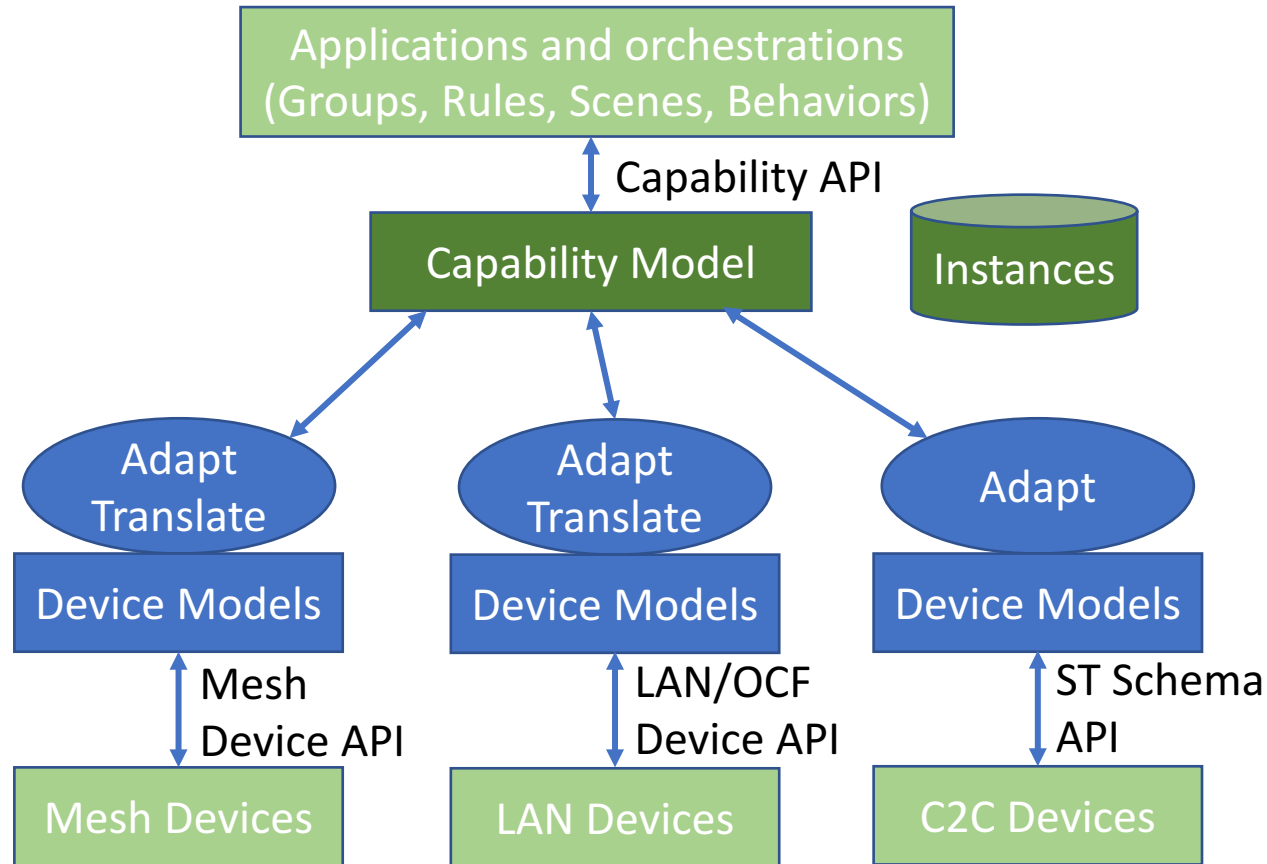 Applications and orchestrations
(Groups, Rules, Scenes, Behaviors)
Capability API
Capability Model
Instances
Adapt
Translate
Adapt
Translate
Adapt
Device Models
Device Models
Device Models
Mesh
Device API
LAN/OCF
Device API
ST Schema
API
Mesh Devices
LAN Devices
C2C Devices